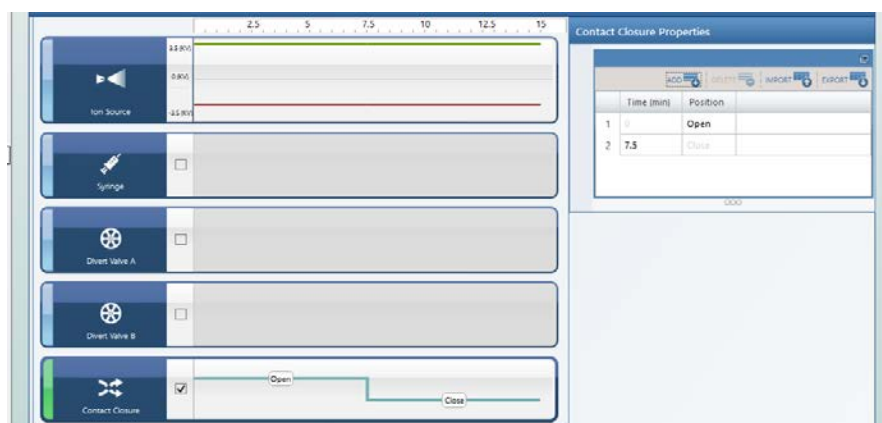 2.5 5 7.5 10 12.5 15
Contact Closure Properties
ADD DELETE IMPORT EXPORT
Time (min) Position
1 0 Open
2 7.5 Close
Ion Source
Syringe
Divert Valve A
Divert Valve B
Contact Closure
Open
Close